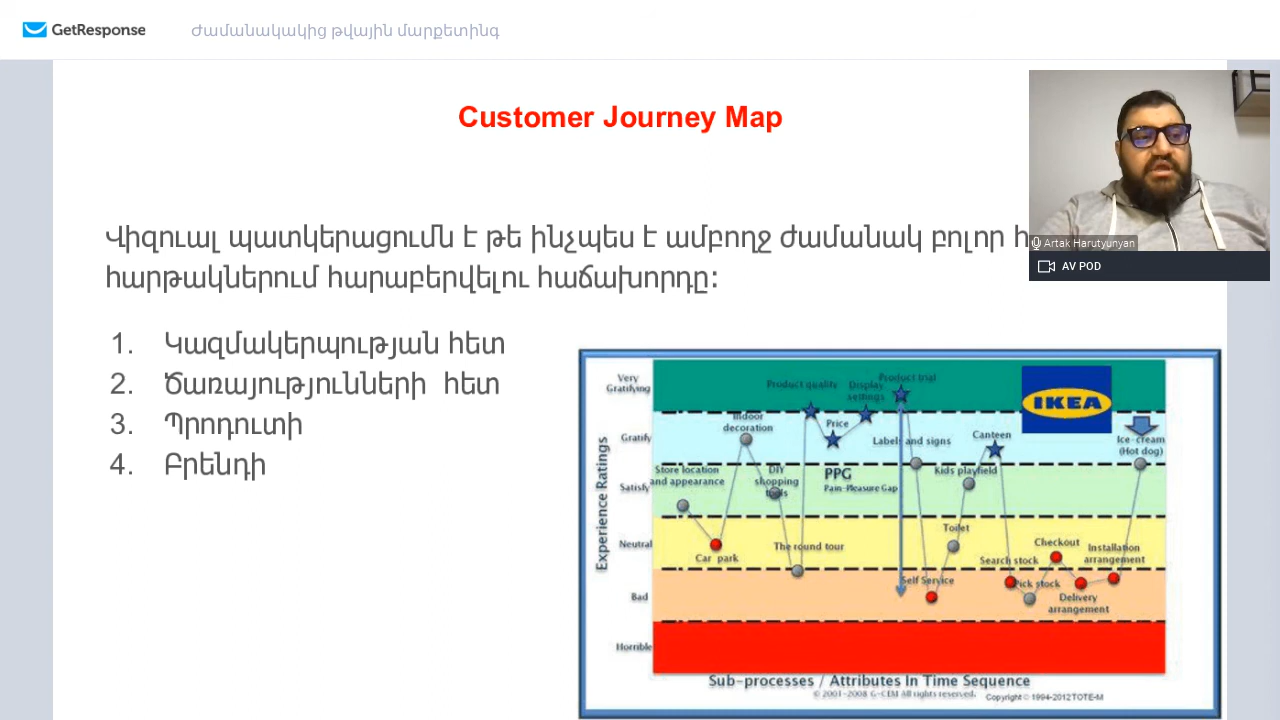 GetResponse
Ժամանակակից թվային մարքետինգ
Customer Journey Map
Artak Harutyunyan
AV POD
Վիզուալ պատկերացումն է թե ինչպես է ամբողջ ժամանակ բոլոր հ
հարթակներում հարաբերվելու հաճախորդը:
1. Կազմակերպության հետ
2. Ծառայությունների հետ
3. Պրոդուտի
4. Բրենդի
Very
Gratifying
Gratify
Satisfy
Neutral
Bad
Horrible
Experience Ratings
Product quality
Display
settings
Product trial
IKEA
Indoor
decoration
Price
Labels and signs
Canteen
Ice-cream
(Hot dog)
Store location
and appearance
DIY
shopping
tools
PPG
Pain-Pleasure Gap
Kids playfield
Car park
The round tour
Toilet
Search stock
Checkout
Installation
arrangement
Self Service
Pick stock
Delivery
arrangement
Sub-processes / Attributes In Time Sequence
© 2001-2008 G-CEM All rights reserved.
Copyright © 1994-2012 TOTE-M